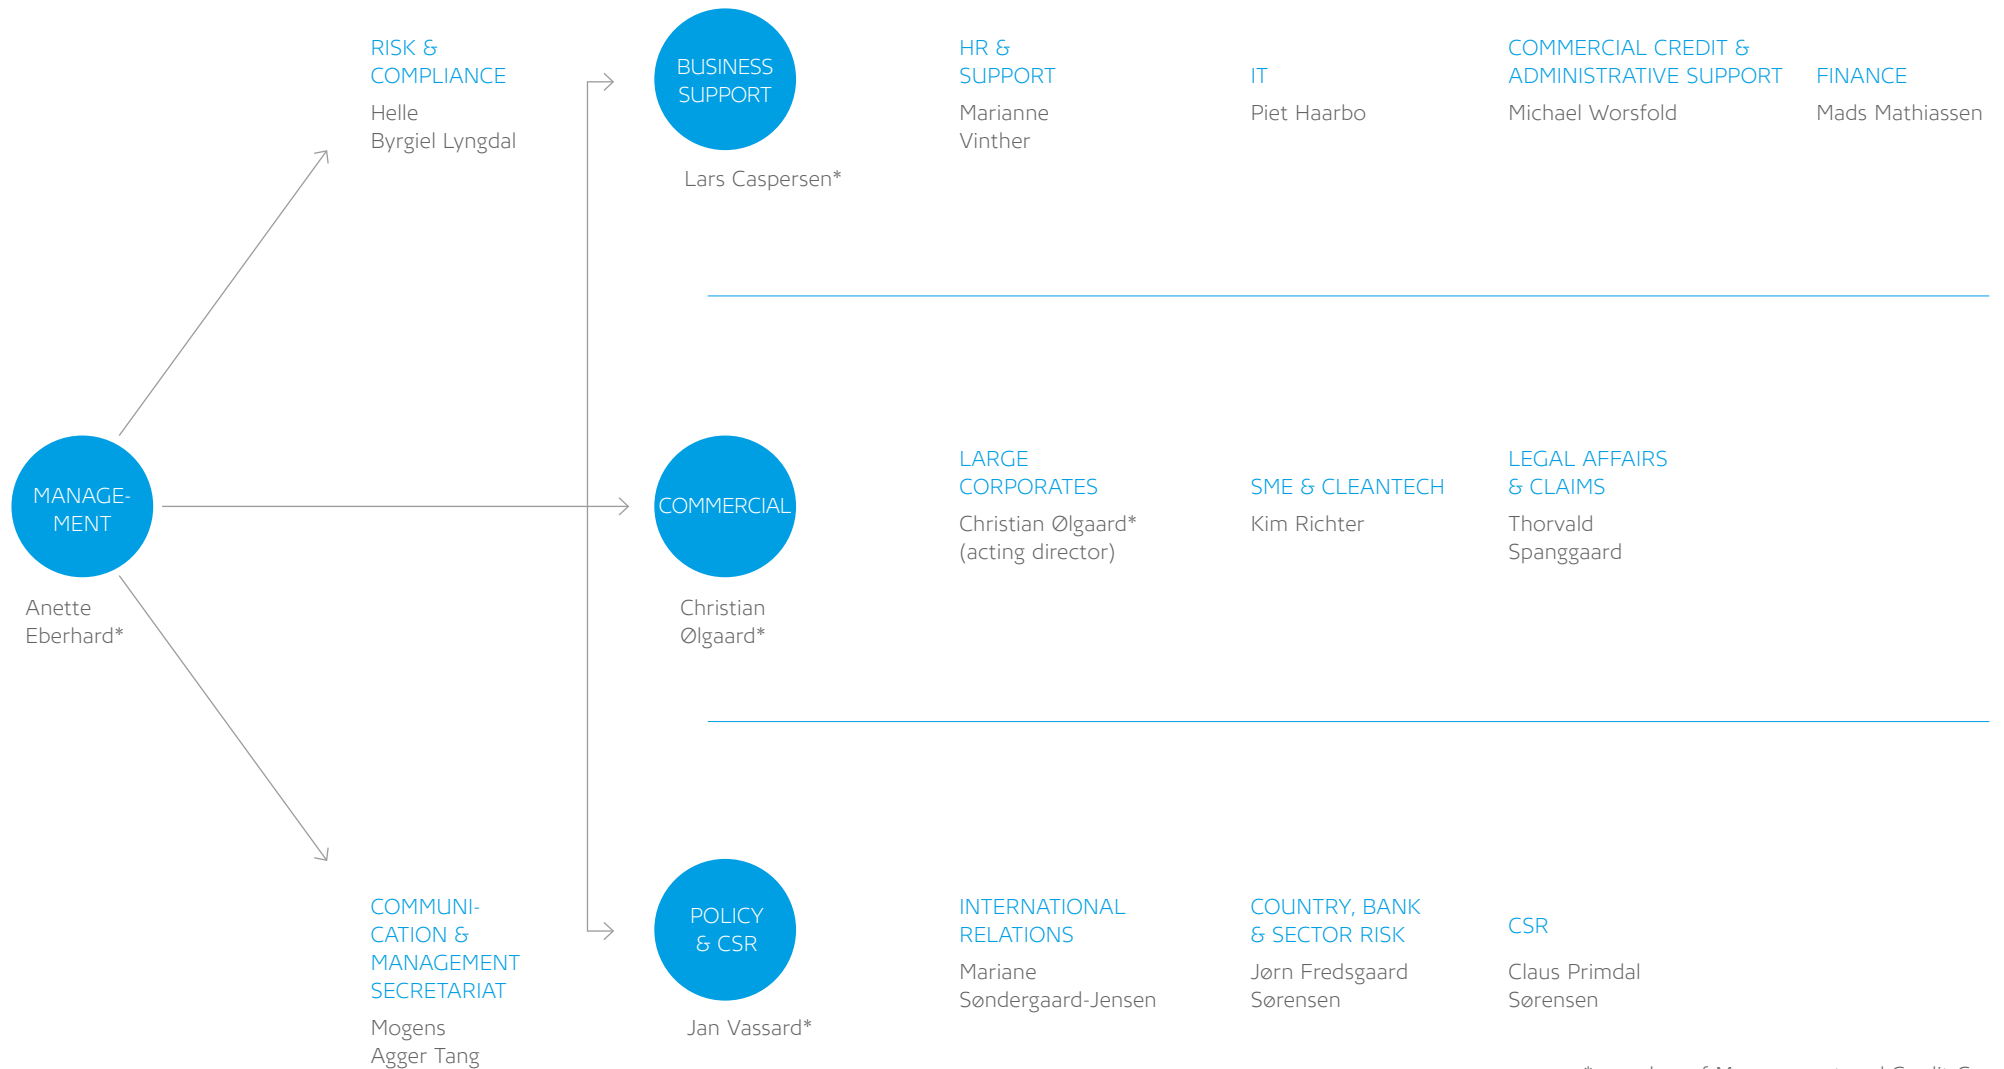 RISK &
COMPLIANCE
Helle
Byrgiel Lyngdal
BUSINESS
SUPPORT
Lars Caspersen*
HR &
SUPPORT
Marianne
Vinther
IT
Piet Haarbo
COMMERCIAL CREDIT &
ADMINISTRATIVE SUPPORT
Michael Worsfold
FINANCE
Mads Mathiassen
MANAGE-
MENT
Anette
Eberhard*
COMMERCIAL
Christian
Ølgaard*
LARGE
CORPORATES
Christian Ølgaard*
(acting director)
SME & CLEANTECH
Kim Richter
LEGAL AFFAIRS
& CLAIMS
Thorvald
Spanggaard
COMMUNI-
CATION &
MANAGEMENT
SECRETARIAT
Mogens
Agger Tang
POLICY
& CSR
Jan Vassard*
INTERNATIONAL
RELATIONS
Mariane
Søndergaard-Jensen
COUNTRY, BANK
& SECTOR RISK
Jørn Fredsgaard
Sørensen
CSR
Claus Primdal
Sørensen